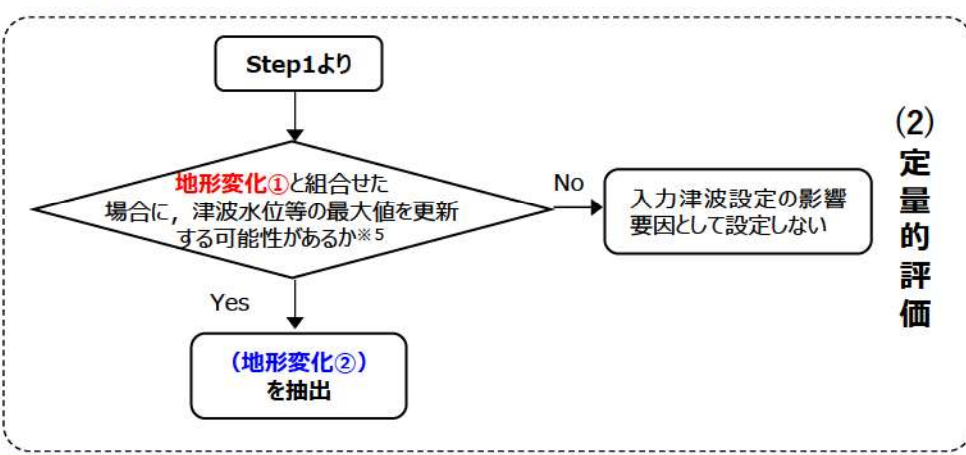 Step1より
地形変化①と組合せた
場合に，津波水位等の最大値を更新
する可能性があるか※5
No
入力津波設定の影響
要因として設定しない
Yes
（地形変化②）
を抽出
(2)
定
量
的
評
価